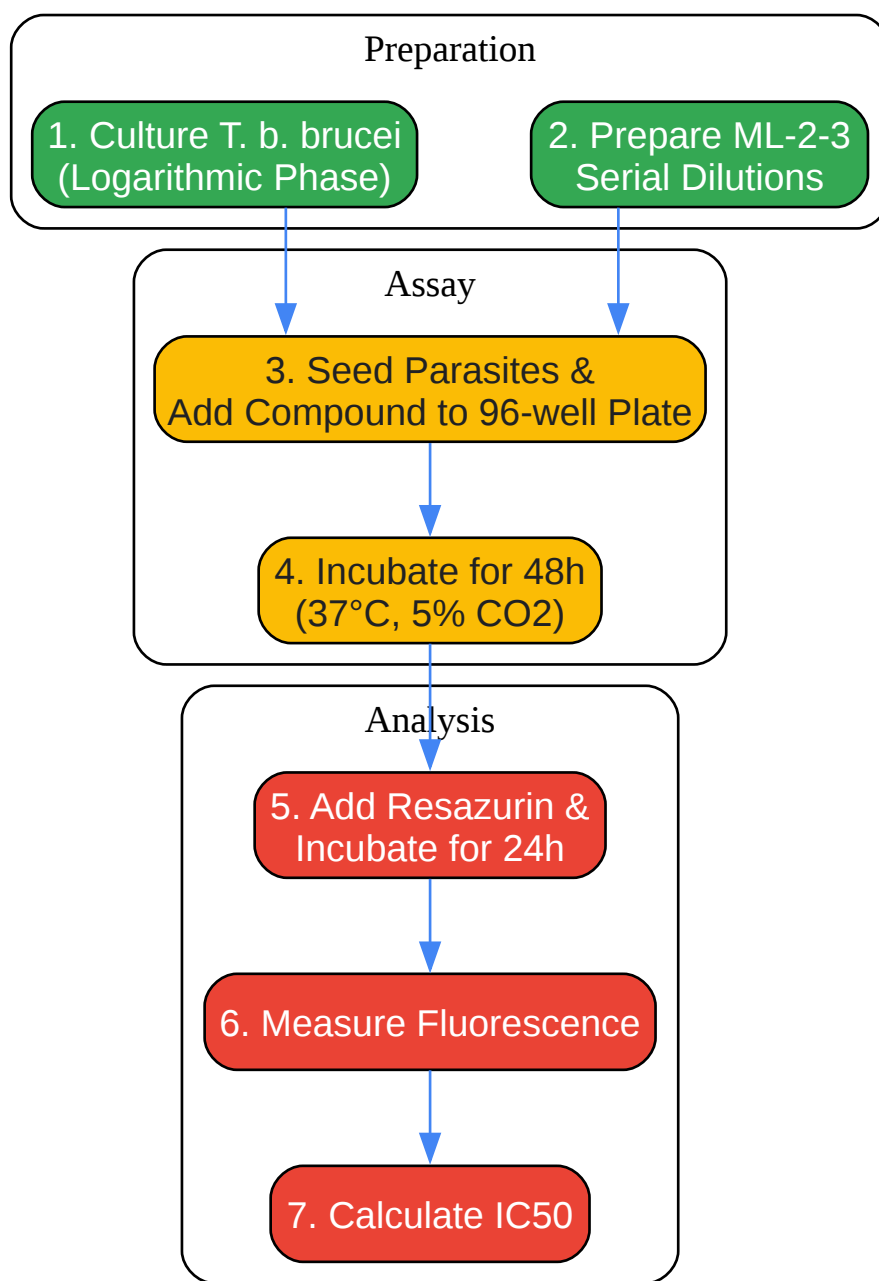 Preparation
1. Culture T. b. brucei
(Logarithmic Phase)
2. Prepare ML-2-3
Serial Dilutions
Assay
3. Seed Parasites &
Add Compound to 96-well Plate
4. Incubate for 48h
(37°C, 5% CO2)
Analysis
5. Add Resazurin &
Incubate for 24h
6. Measure Fluorescence
7. Calculate IC50